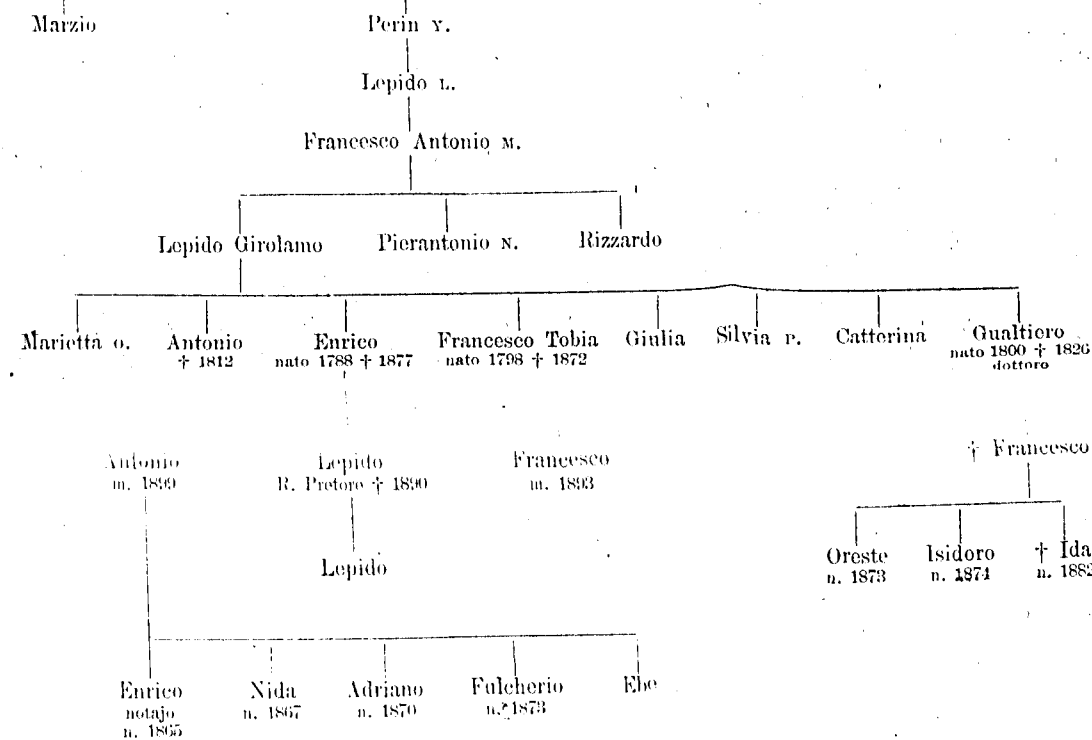 Marzio Perin Y.
Lepido L.
Francesco Antonio M.
Lepido Girolamo Pierantonio N. Rizzardo
Marietta O. Antonio Enrico Francesco Tobia Giulia Silvia P. Catterina Gualtiero
† 1812 nato 1788 † 1877 nato 1798 † 1872 nato 1800 † 1826
dottoro
Antonio Lepido Francesco † Francesco
m. 1899 R. Pretore † 1890 m. 1893
Oreste Isidoro † Ida
n. 1873 n. 1874 n. 1882
Lepido
Enrico Nida Adriano Fulcherio Ebe
notajo n. 1867 n. 1870 n. 1873
n. 1865